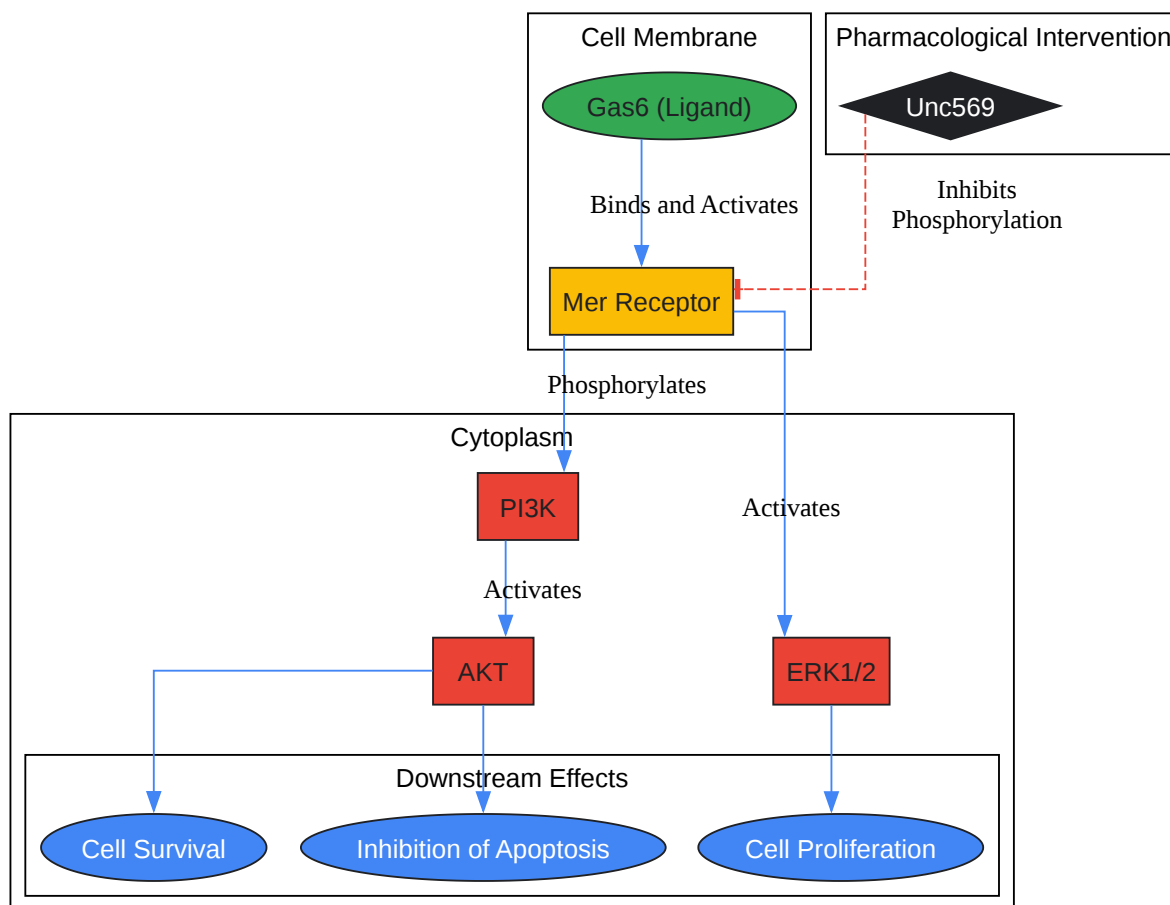 Cell Membrane
Pharmacological Intervention
Gas6 (Ligand)
Unc569
Binds and Activates
Inhibits
Phosphorylation
Mer Receptor
Phosphorylates
Cytoplasm
PI3K
Activates
Activates
AKT
ERK1/2
Downstream Effects
Cell Survival
Inhibition of Apoptosis
Cell Proliferation